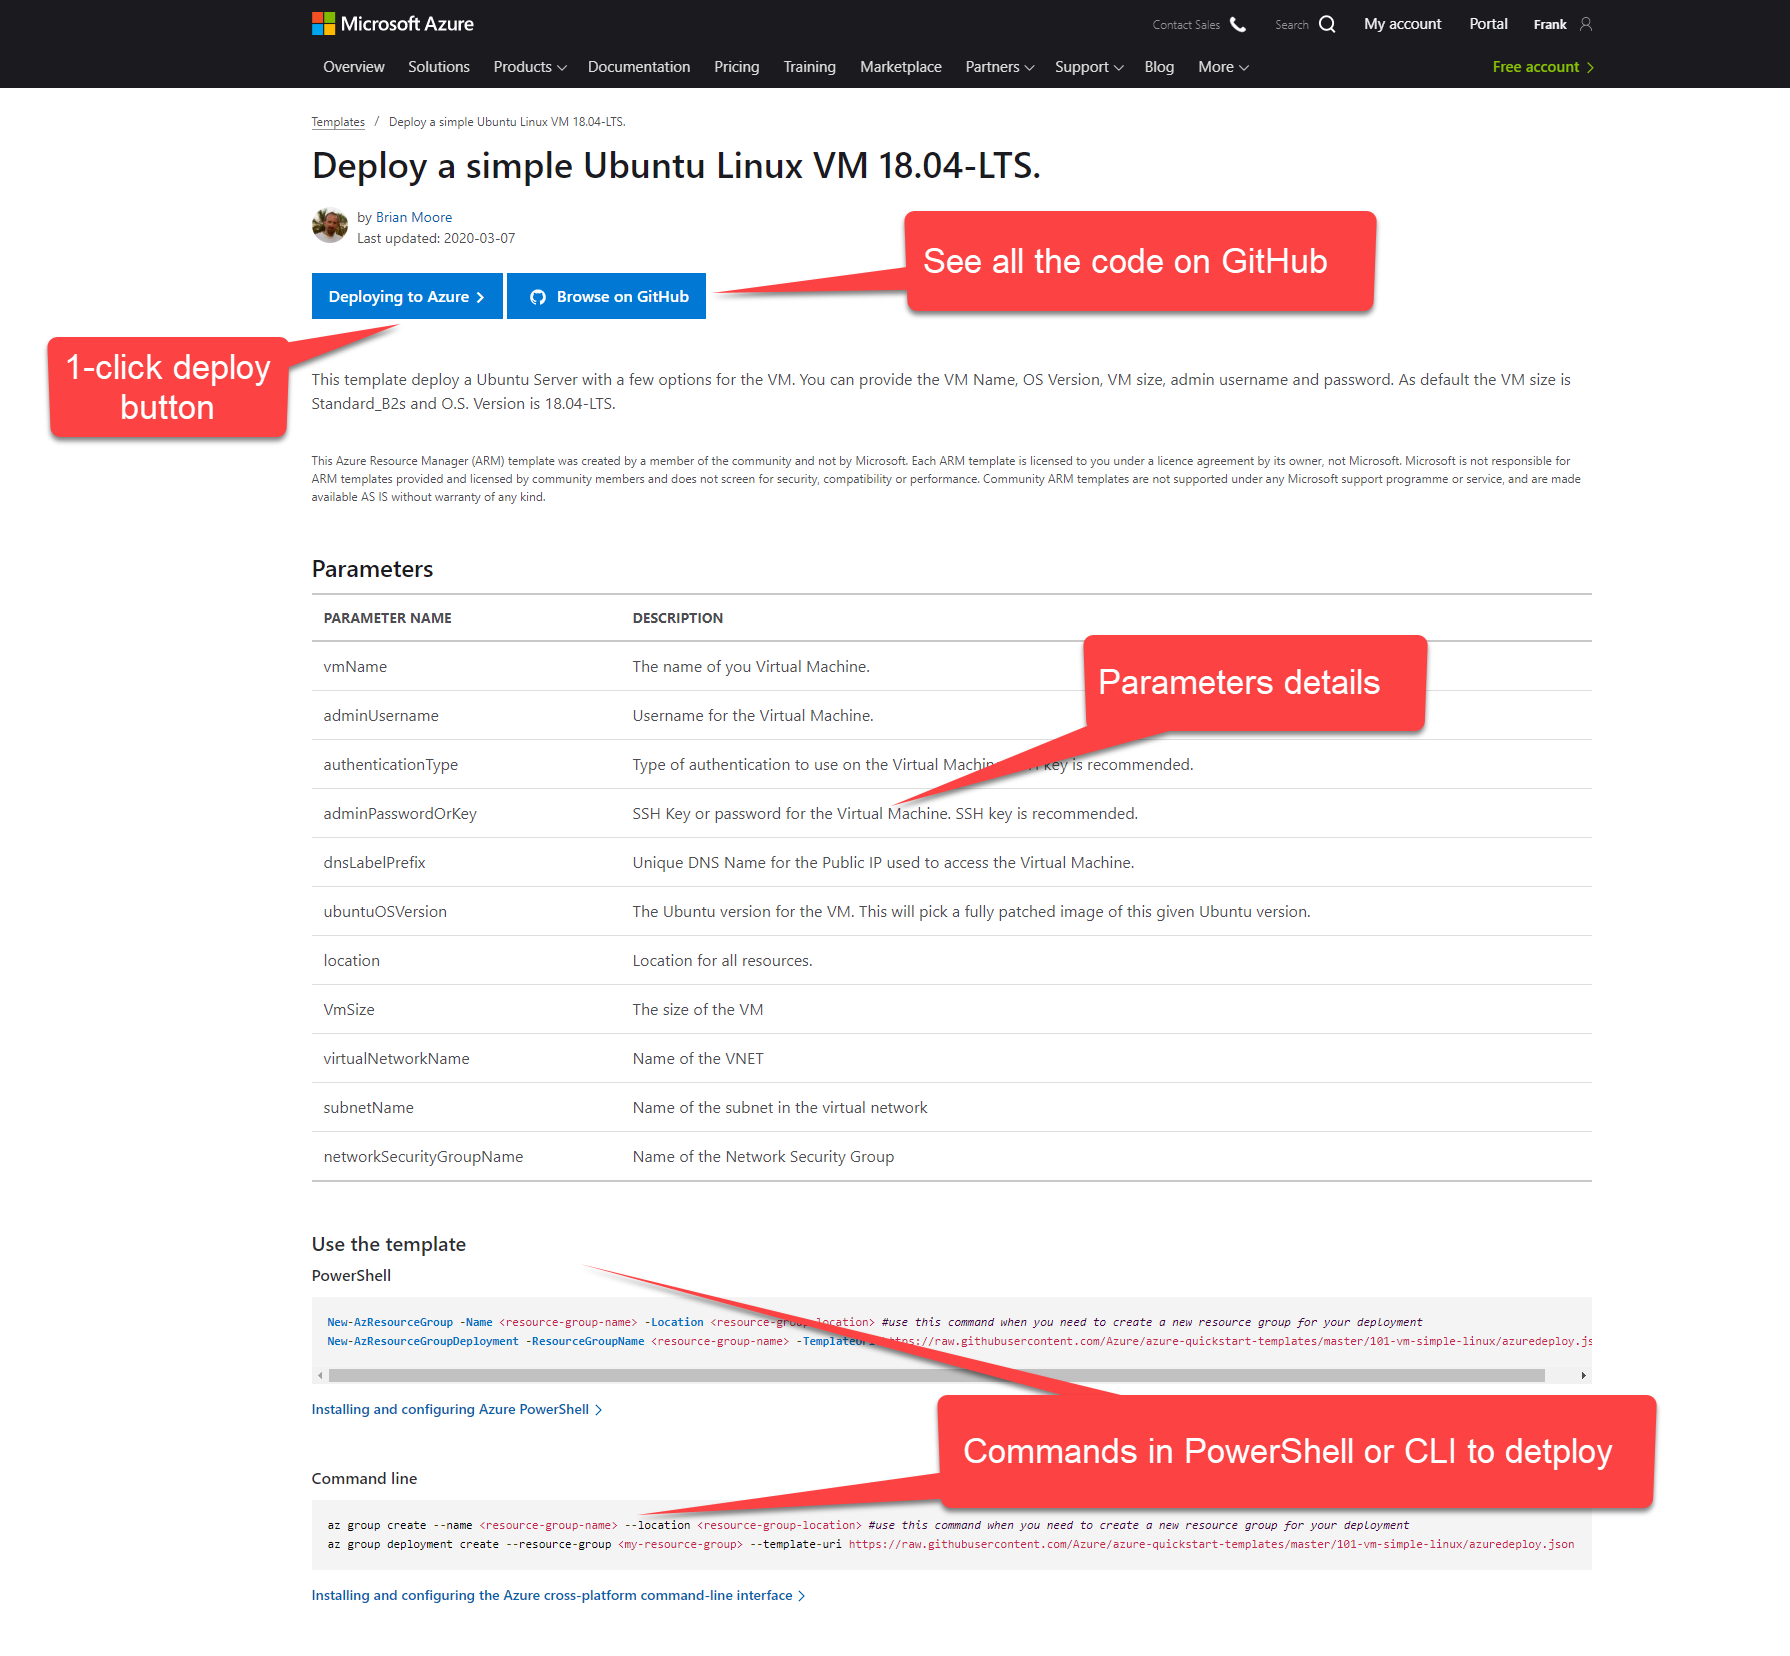 Microsoft Azure
Contact Sales Search My account Portal Frank
Overview Solutions Products Documentation Pricing Training Marketplace Partners Support Blog More Free account
Templates / Deploy a simple Ubuntu Linux VM 18.04-LTS.
Deploy a simple Ubuntu Linux VM 18.04-LTS.
by Brian Moore
Last updated: 2020-03-07
See all the code on GitHub
Deploying to Azure Browse on GitHub
1-click deploy
button
This template deploy a Ubuntu Server with a few options for the VM. You can provide the VM Name, OS Version, VM size, admin username and password. As default the VM size is
Standard_B2s and O.S. Version is 18.04-LTS.
This Azure Resource Manager (ARM) template was created by a member of the community and not by Microsoft. Each ARM template is licensed to you under a licence agreement by its owner, not Microsoft. Microsoft is not responsible for
ARM templates provided and licensed by community members and does not screen for security, compatibility or performance. Community ARM templates are not supported under any Microsoft support programme or service, and are made
available AS IS without warranty of any kind.
Parameters
PARAMETER NAME DESCRIPTION
vmName The name of you Virtual Machine.
Parameters details
adminUsername Username for the Virtual Machine.
authenticationType Type of authentication to use on the Virtual key is recommended.
adminPasswordOrKey SSH Key or password for the Virtual Machine. SSH key is recommended.
dnsLabelPrefix Unique DNS Name for the Public IP used to access the Virtual Machine.
ubuntuOSVersion The Ubuntu version for the VM. This will pick a fully patched image of this given Ubuntu version.
location Location for all resources.
VmSize The size of the VM
virtualNetworkName Name of the VNET
subnetName Name of the subnet in the virtual network
networkSecurityGroupName Name of the Network Security Group
Use the template
PowerShell
New-AzResourceGroup -Name <resource-group-name> -Location <resource-group-location> #use this command when you need to create a new resource group for your deployment
New-AzResourceGroupDeployment -ResourceGroupName <resource-group-name> -TemplateUri https://raw.githubusercontent.com/Azure/azure-quickstart-templates/master/101-vm-simple-linux/azuredeploy.js
Installing and configuring Azure PowerShell
Commands in PowerShell or CLI to detploy
Command line
az group create --name <resource-group-name> --location <resource-group-location> #use this command when you need to create a new resource group for your deployment
az group deployment create --resource-group <my-resource-group> --template-uri https://raw.githubusercontent.com/Azure/azure-quickstart-templates/master/101-vm-simple-linux/azuredeploy.json
Installing and configuring the Azure cross-platform command-line interface